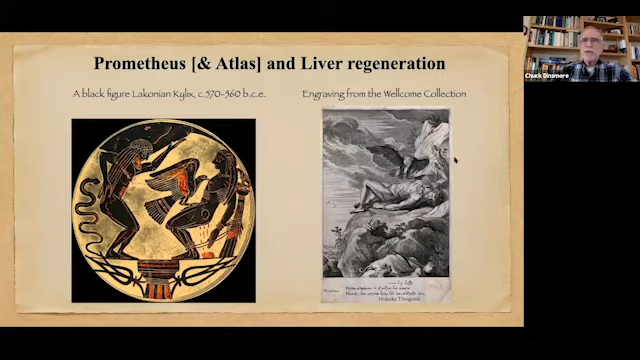 Prometheus [& Atlas] and Liver regeneration
A black figure Lakonian Kylix, c.570-560 b.c.e.
Engraving from the Wellcome Collection
Chuck Dinsmore